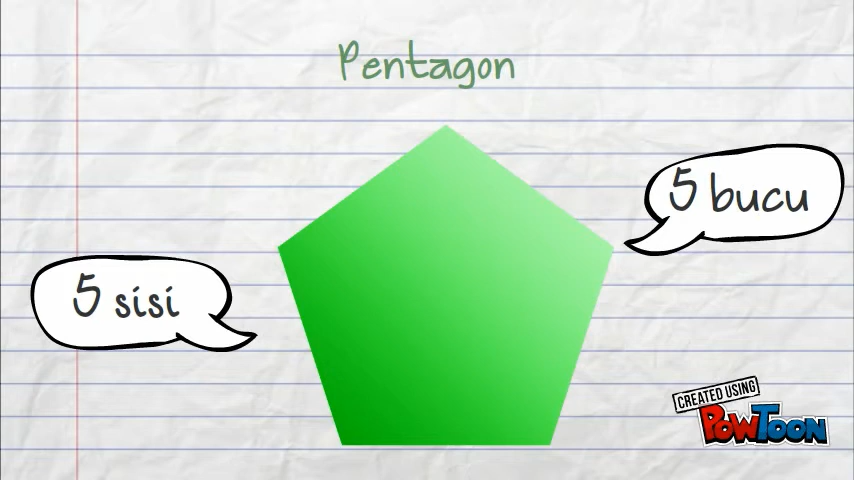 Pentagon
5 bucu
5 sisi
CREATED USING
POWTOON